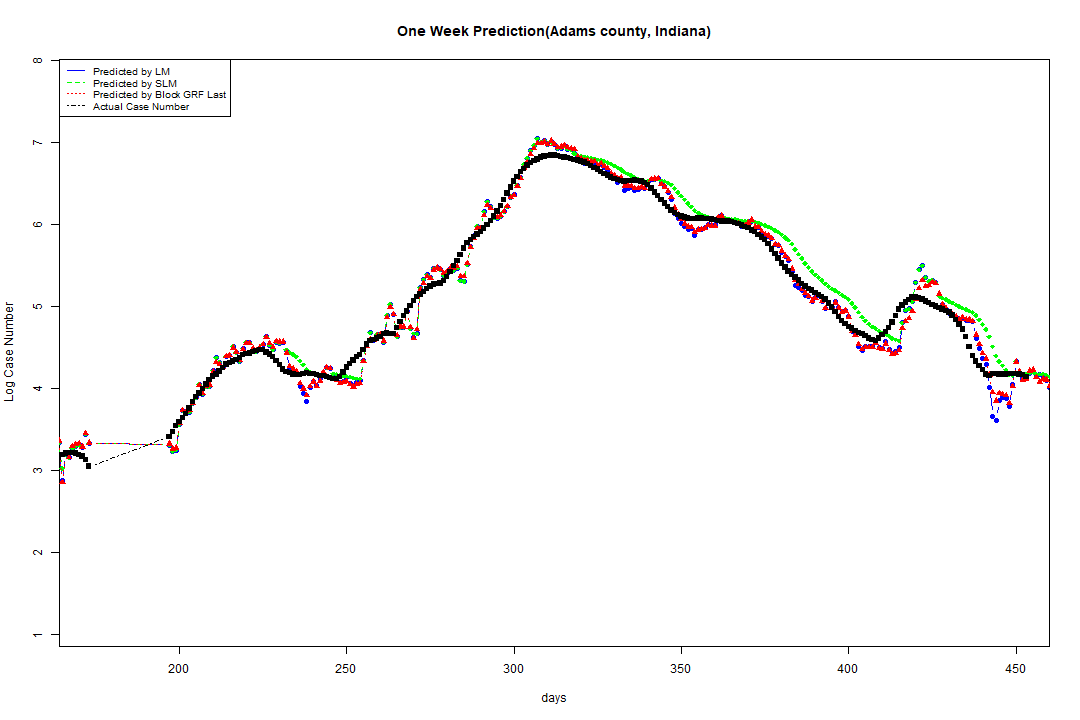 One Week Prediction(Adams county, Indiana)
Predicted by LM
Predicted by SLM
Predicted by Block GRF Last
Actual Case Number
8
7
6
5
4
3
2
1
Log Case Number
200 250 300 350 400 450
days